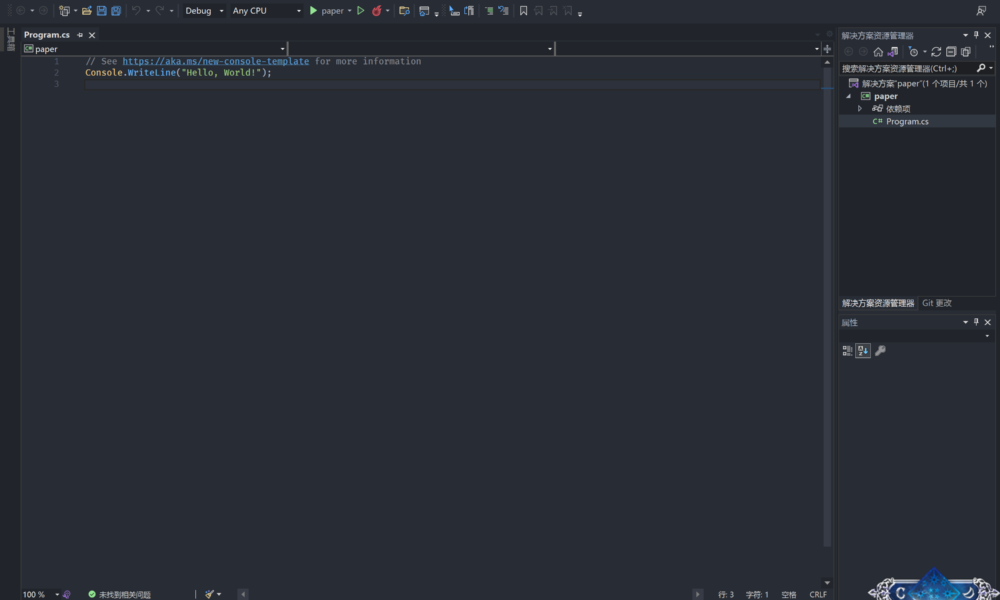 Debug
Any CPU
paper
工具箱
Program.cs
paper
1 // See https://aka.ms/new-console-template for more information
2 Console.WriteLine("Hello, World!");
3
解决方案资源管理器
搜索解决方案资源管理器(Ctrl+;)
解决方案"paper"(1 个项目/共 1 个)
paper
依赖项
C# Program.cs
解决方案资源管理器 Git 更改
属性
100 % 未找到相关问题 行: 3 字符: 1 空格 CRLF